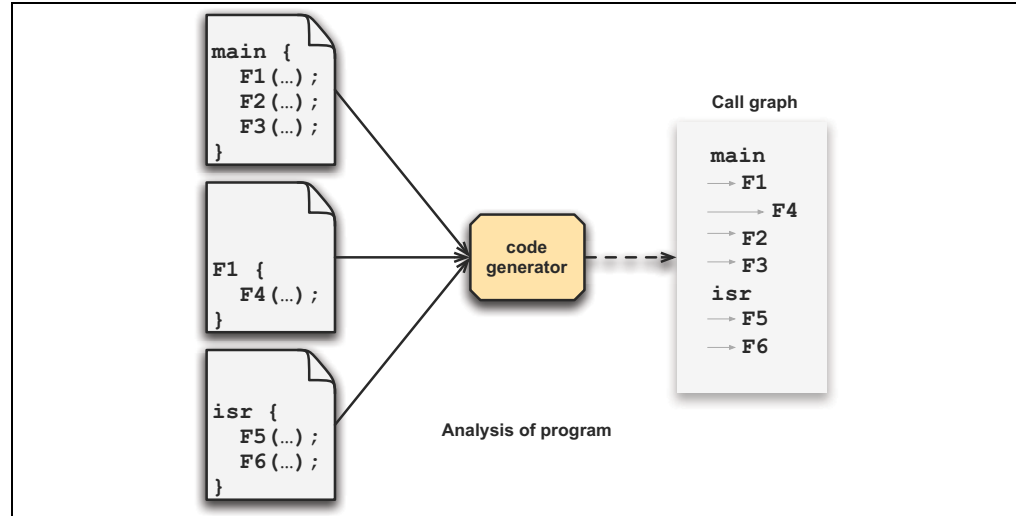 main {
F1(…);
F2(…);
F3(…);
}
F1 {
F4(…);
}
isr {
F5(…);
F6(…);
}
code
generator
Analysis of program
Call graph
main
F1
F4
F2
F3
isr
F5
F6